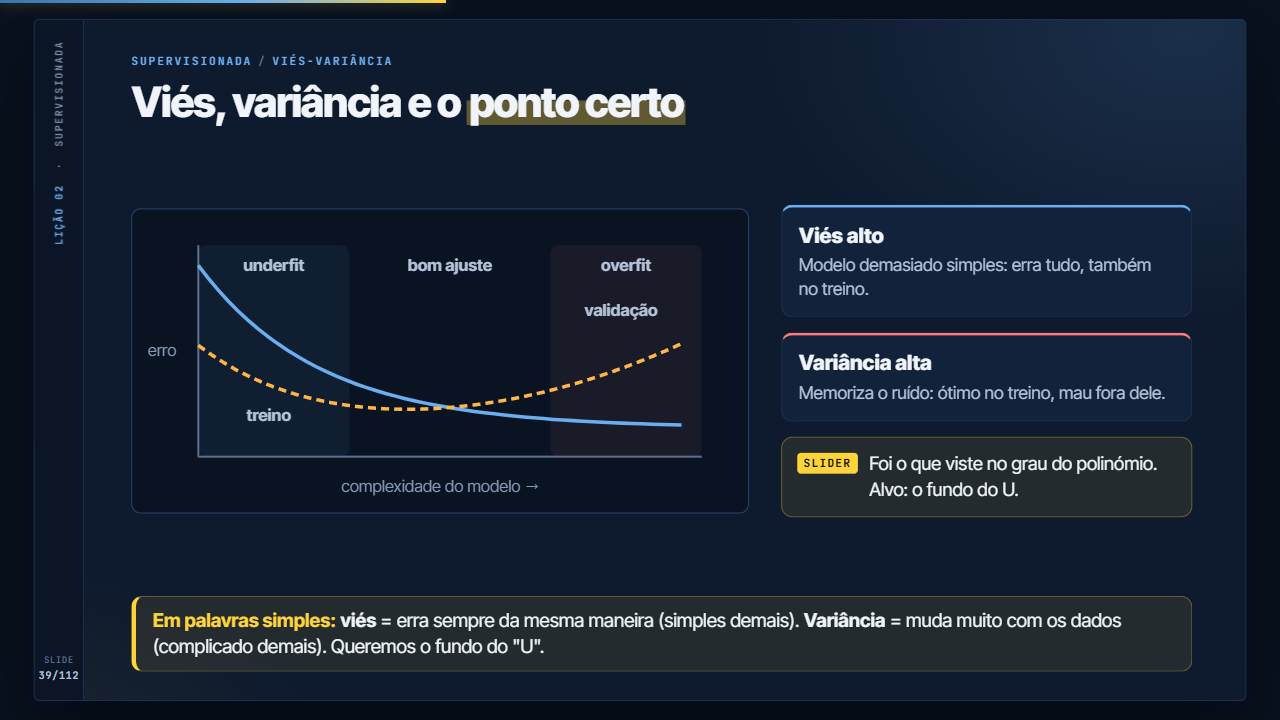 SUPERVISIONADA / VIÉS-VARIÂNCIA
Viés, variância e o ponto certo
LIÇÃO 02 · SUPERVISIONADA
underfit
bom ajuste
overfit
validação
erro
treino
complexidade do modelo →
Viés alto
Modelo demasiado simples: erra tudo, também
no treino.
Variância alta
Memoriza o ruído: ótimo no treino, mau fora dele.
SLIDER
Foi o que viste no grau do polinómio.
Alvo: o fundo do U.
Em palavras simples: viés = erra sempre da mesma maneira (simples demais). Variância = muda muito com os dados
(complicado demais). Queremos o fundo do "U".
SLIDE
39/112